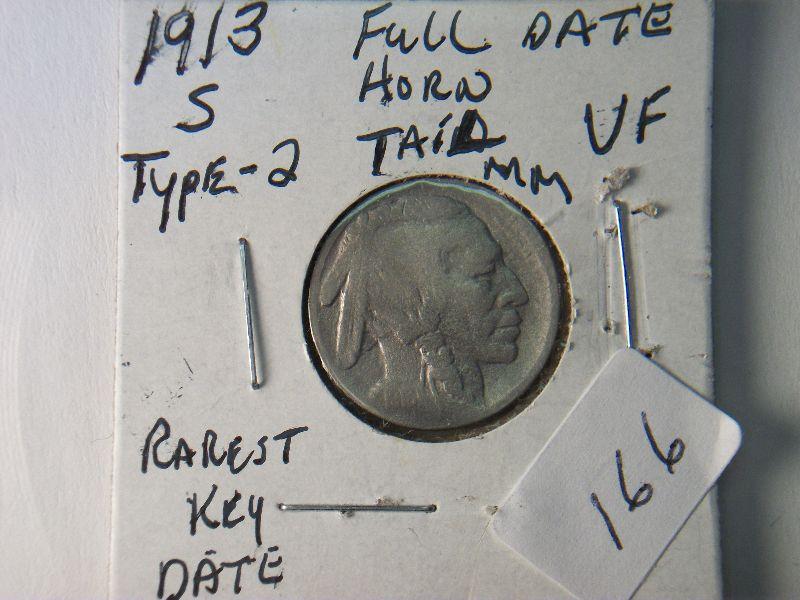 1913 FULL DATE
S HORN
TYPE-2 TAIL VF
MM
RAREST
KEY
DATE
166